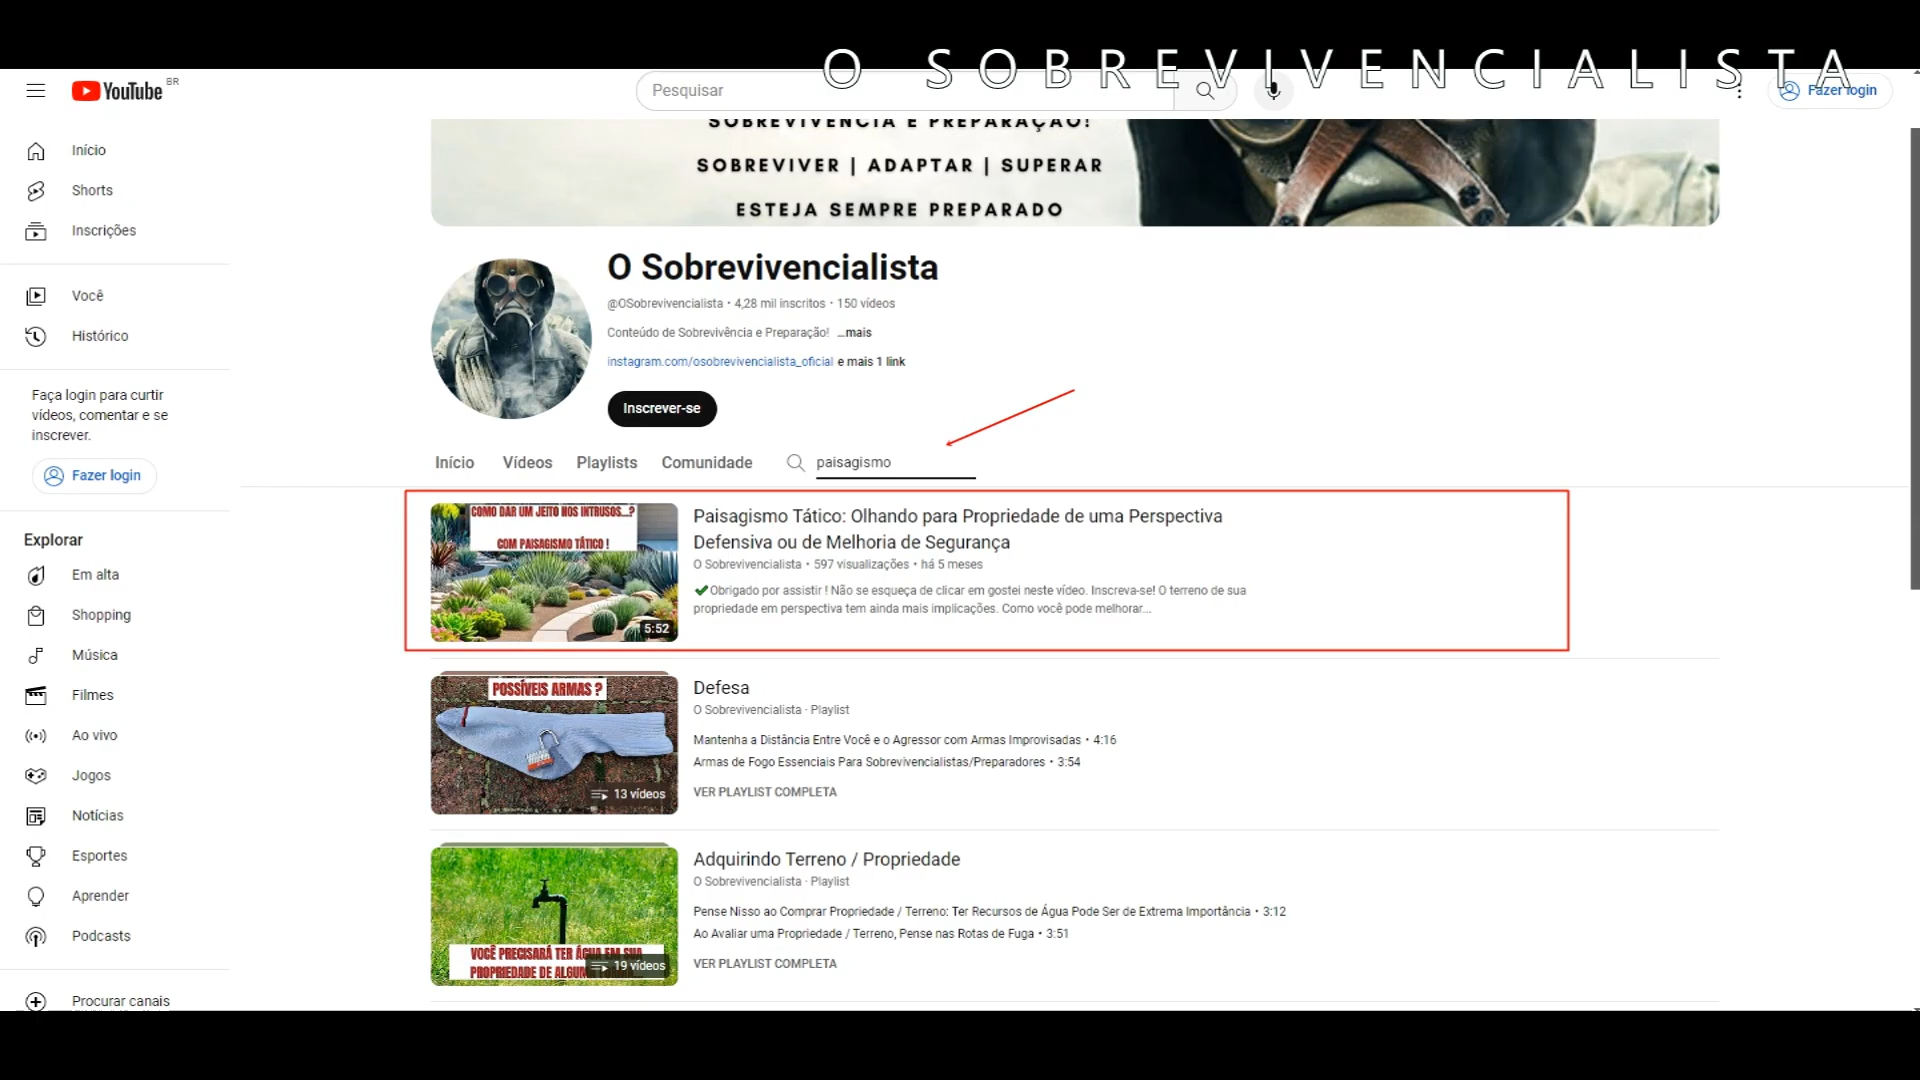 O SOBREVIVENCIALISTA
YouTube BR
Pesquisar
Fazer login
Início
Shorts
Inscrições
Você
Histórico
Faça login para curtir
vídeos, comentar e se
inscrever.
Fazer login
Explorar
Em alta
Shopping
Música
Filmes
Ao vivo
Jogos
Notícias
Esportes
Aprender
Podcasts
Procurar canais
SOBREVIVÊNCIA E PREPARAÇÃO!
SOBREVIVER | ADAPTAR | SUPERAR
ESTEJA SEMPRE PREPARADO
O Sobrevivencialista
@OSobrevivencialista • 4,28 mil inscritos • 150 vídeos
Conteúdo de Sobrevivência e Preparação! ...mais
instagram.com/osobrevivencialista_oficial e mais 1 link
Inscrever-se
Início Vídeos Playlists Comunidade paisagismo
COMO DAR UM JEITO NOS INTRUSOS...?
COM PAISAGISMO TÁTICO !
5:52
Paisagismo Tático: Olhando para Propriedade de uma Perspectiva
Defensiva ou de Melhoria de Segurança
O Sobrevivencialista • 597 visualizações • há 5 meses
✔Obrigado por assistir ! Não se esqueça de clicar em gostei neste vídeo. Inscreva-se! O terreno de sua
propriedade em perspectiva tem ainda mais implicações. Como você pode melhorar...
POSSÍVEIS ARMAS ?
13 vídeos
Defesa
O Sobrevivencialista · Playlist
Mantenha a Distância Entre Você e o Agressor com Armas Improvisadas • 4:16
Armas de Fogo Essenciais Para Sobrevivencialistas/Preparadores • 3:54
VER PLAYLIST COMPLETA
VOCÊ PRECISARÁ TER ÁGUA EM SUA
PROPRIEDADE DE ALGUMA
19 vídeos
Adquirindo Terreno / Propriedade
O Sobrevivencialista · Playlist
Pense Nisso ao Comprar Propriedade / Terreno: Ter Recursos de Água Pode Ser de Extrema Importância • 3:12
Ao Avaliar uma Propriedade / Terreno, Pense nas Rotas de Fuga • 3:51
VER PLAYLIST COMPLETA